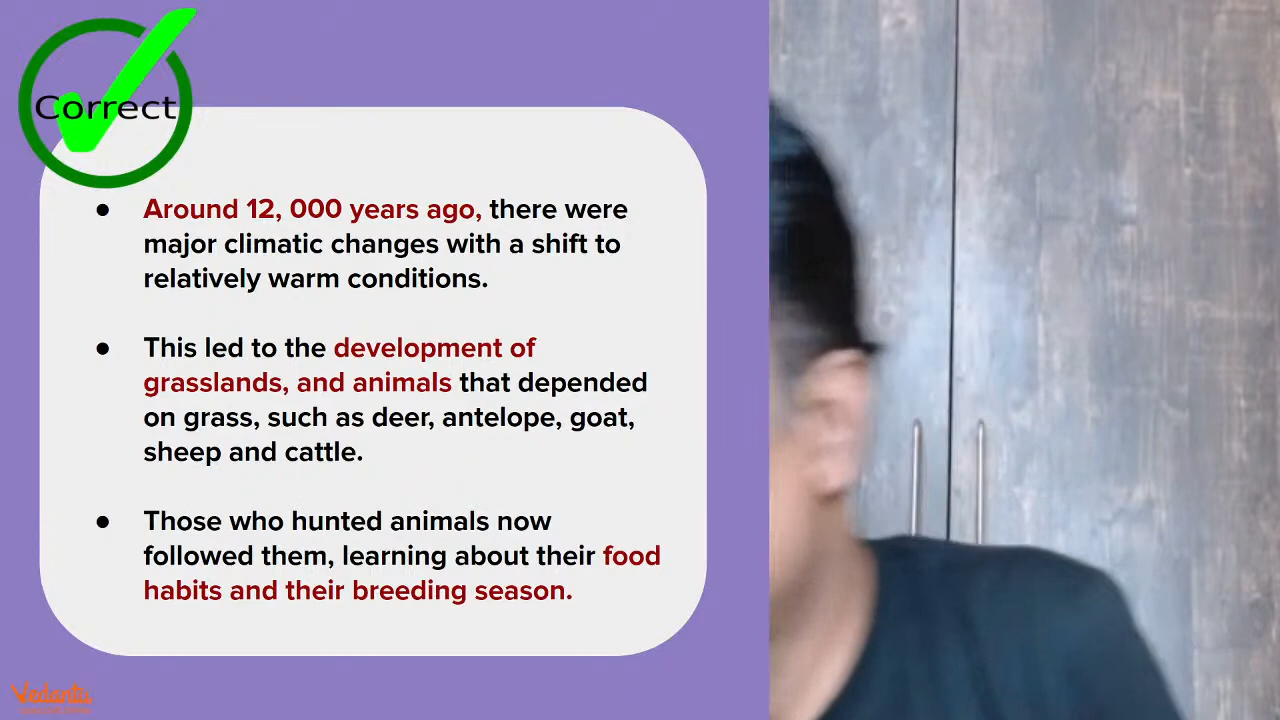 Correct
● Around 12, 000 years ago, there were
major climatic changes with a shift to
relatively warm conditions.
● This led to the development of
grasslands, and animals that depended
on grass, such as deer, antelope, goat,
sheep and cattle.
● Those who hunted animals now
followed them, learning about their food
habits and their breeding season.
Vedantu